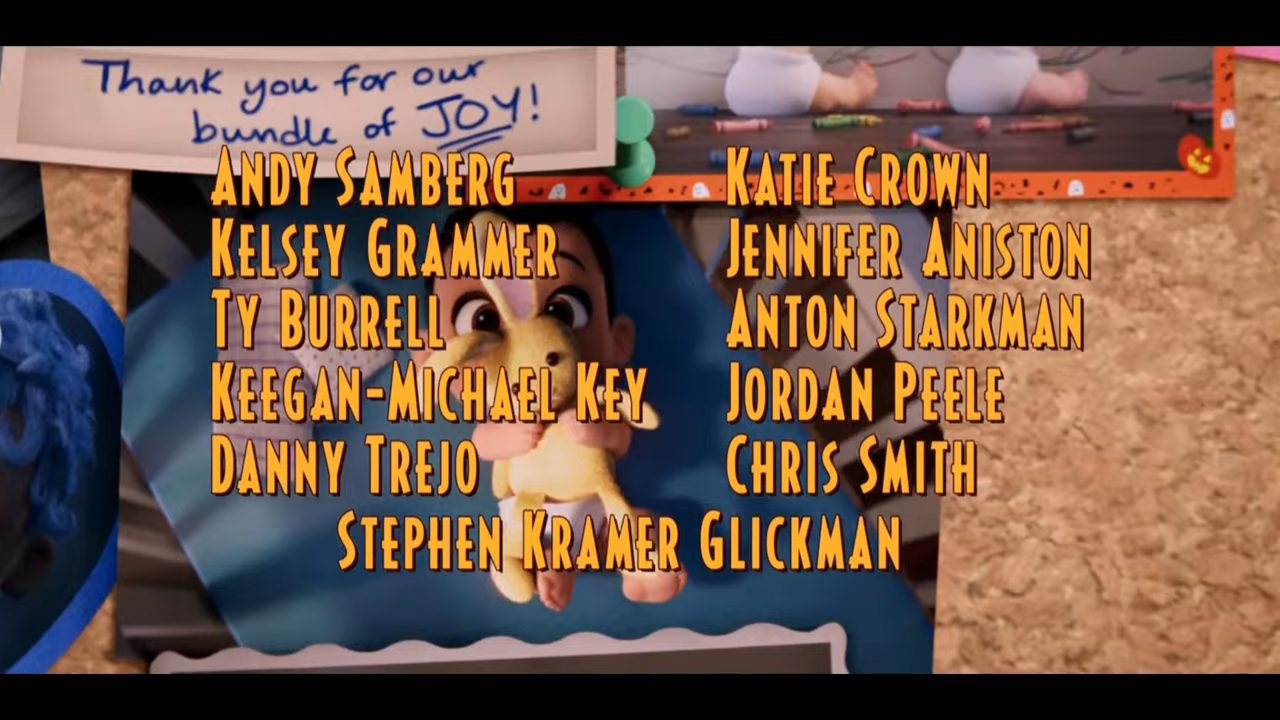 Thank you for our
bundle of JOY!
ANDY SAMBERG KATIE CROWN
KELSEY GRAMMER JENNIFER ANISTON
TY BURRELL ANTON STARKMAN
KEEGAN-MICHAEL KEY JORDAN PEELE
DANNY TREJO CHRIS SMITH
STEPHEN KRAMER GLICKMAN